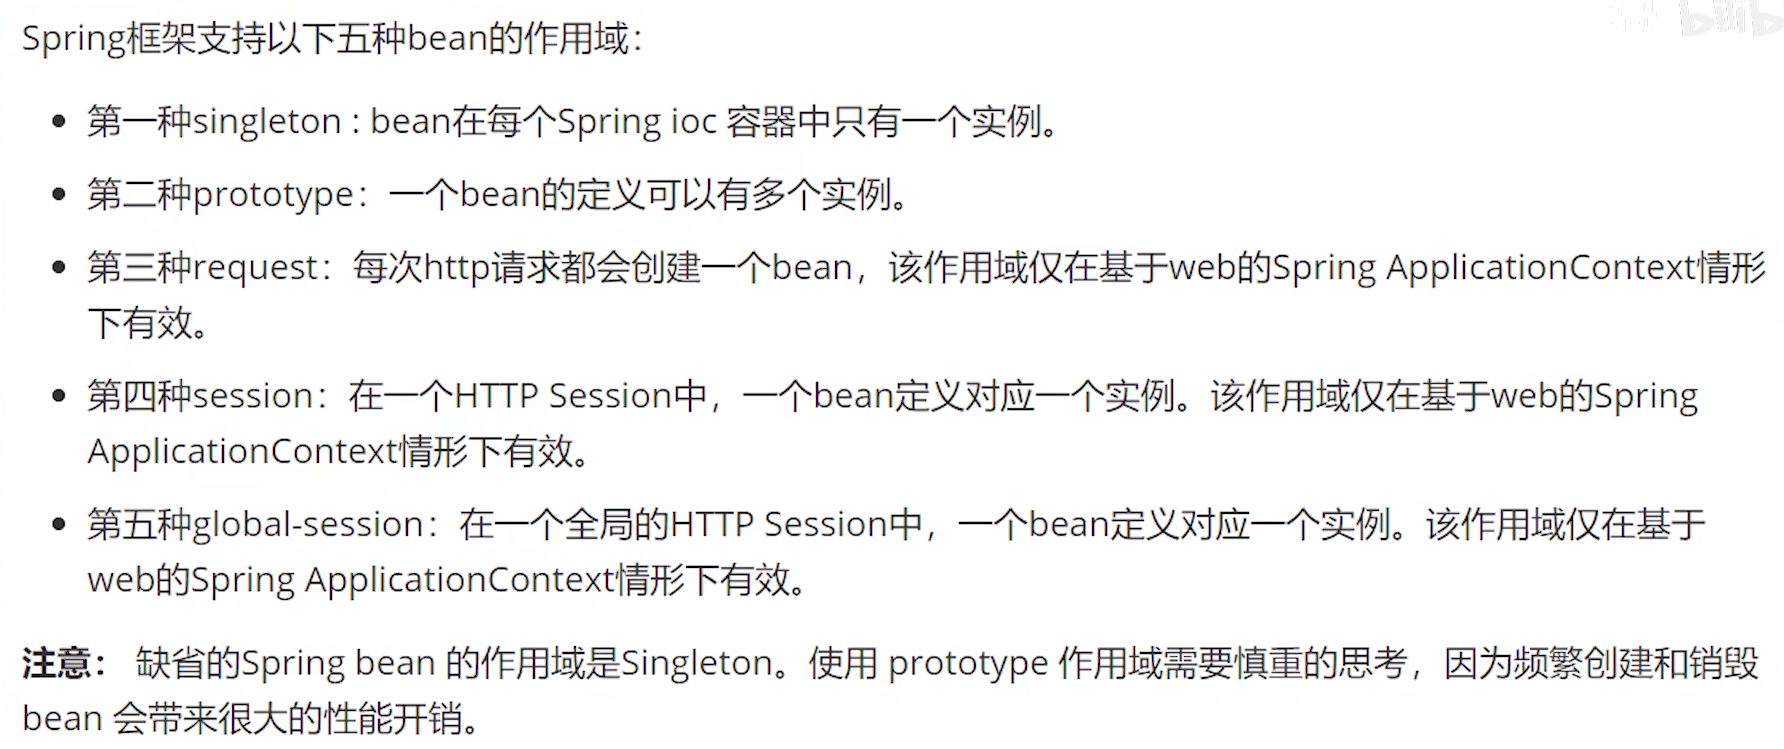 Spring框架支持以下五种bean的作用域：
第一种singleton : bean在每个Spring ioc 容器中只有一个实例。
第二种prototype：一个bean的定义可以有多个实例。
第三种request：每次http请求都会创建一个bean，该作用域仅在基于web的Spring ApplicationContext情形
下有效。
第四种session：在一个HTTP Session中，一个bean定义对应一个实例。该作用域仅在基于web的Spring
ApplicationContext情形下有效。
第五种global-session：在一个全局的HTTP Session中，一个bean定义对应一个实例。该作用域仅在基于
web的Spring ApplicationContext情形下有效。
注意： 缺省的Spring bean 的作用域是Singleton。使用 prototype 作用域需要慎重的思考，因为频繁创建和销毁
bean 会带来很大的性能开销。